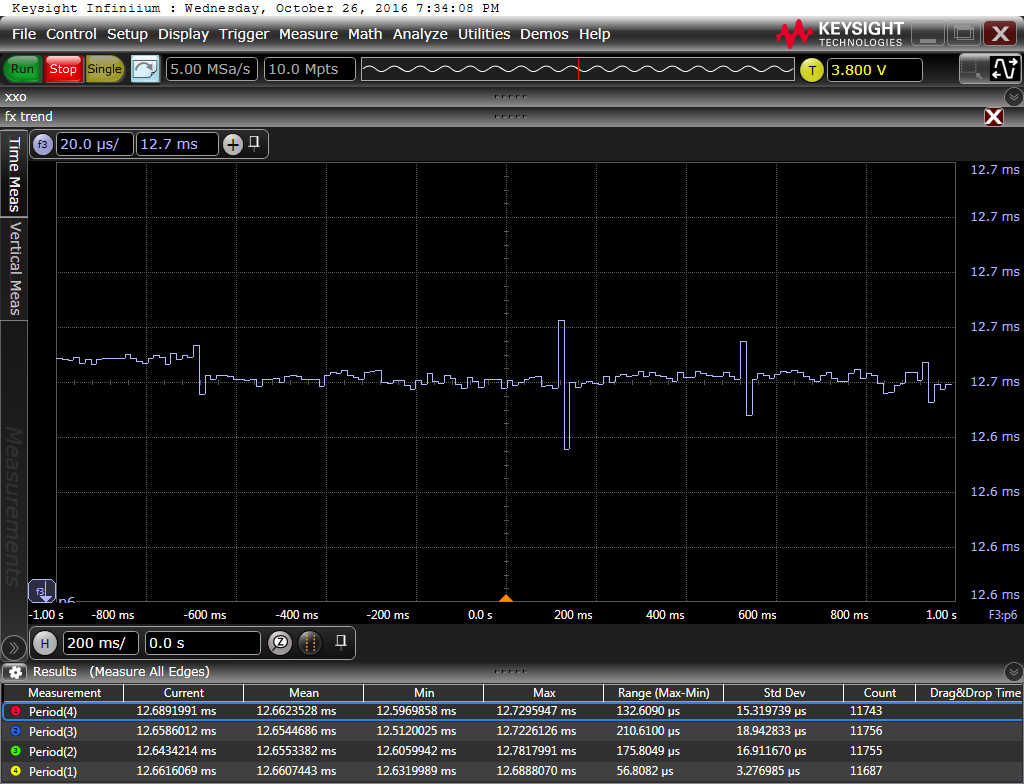 Keysight Infiniium : Wednesday, October 26, 2016 7:34:08 PM
File Control Setup Display Trigger Measure Math Analyze Utilities Demos Help
KEYSIGHT
TECHNOLOGIES
Run Stop Single 5.00 MSa/s 10.0 Mpts T 3.800 V
xxo
fx trend
f3 20.0 µs/ 12.7 ms +
Time Meas
Vertical Meas
Measurements
12.7 ms
12.7 ms
12.7 ms
12.7 ms
12.7 ms
12.6 ms
12.6 ms
12.6 ms
12.6 ms
f3 p6
-1.00 s -800 ms -600 ms -400 ms -200 ms 0.0 s 200 ms 400 ms 600 ms 800 ms 1.00 s F3:p6
H 200 ms/ 0.0 s
Results (Measure All Edges)
Measurement Current Mean Min Max Range (Max-Min) Std Dev Count Drag&Drop Time
1 Period(4) 12.6891991 ms 12.6623528 ms 12.5969858 ms 12.7295947 ms 132.6090 µs 15.319739 µs 11743
2 Period(3) 12.6586012 ms 12.6544686 ms 12.5120025 ms 12.7226126 ms 210.6100 µs 18.942833 µs 11756
3 Period(2) 12.6434214 ms 12.6553382 ms 12.6059942 ms 12.7817991 ms 175.8049 µs 16.911670 µs 11755
4 Period(1) 12.6616069 ms 12.6607443 ms 12.6319989 ms 12.6888070 ms 56.8082 µs 3.276985 µs 11687